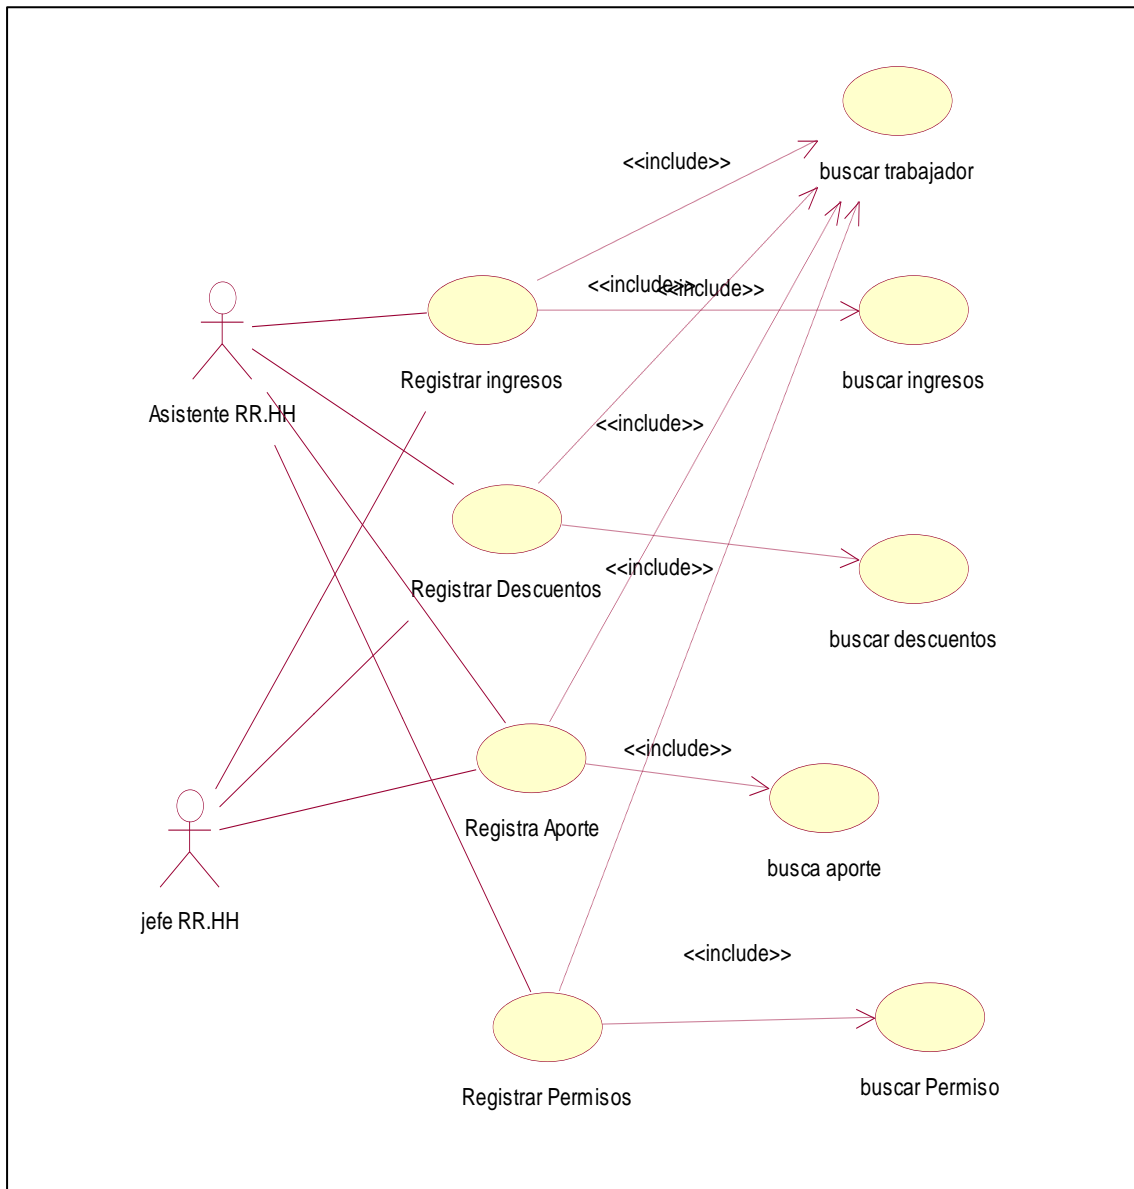 <<include>>
buscar trabajador
<<include>>
<<include>>
Registrar ingresos
buscar ingresos
Asistente RR.HH
<<include>>
<<include>>
Registrar Descuentos
buscar descuentos
<<include>>
Registra Aporte
busca aporte
jefe RR.HH
<<include>>
Registrar Permisos
buscar Permiso